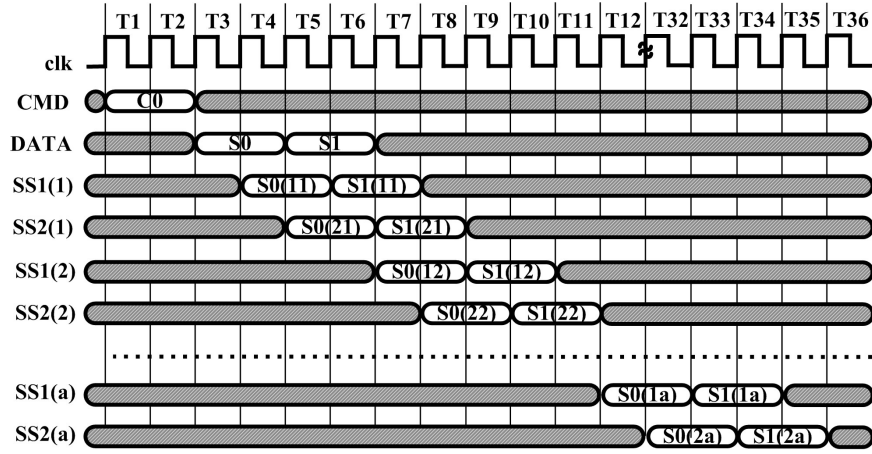 T1 T2 T3 T4 T5 T6 T7 T8 T9 T10 T11 T12 T32 T33 T34 T35 T36
clk
CMD C0
DATA S0 S1
SS1(1) S0(11) S1(11)
SS2(1) S0(21) S1(21)
SS1(2) S0(12) S1(12)
SS2(2) S0(22) S1(22)
SS1(a) S0(1a) S1(1a)
SS2(a) S0(2a) S1(2a)